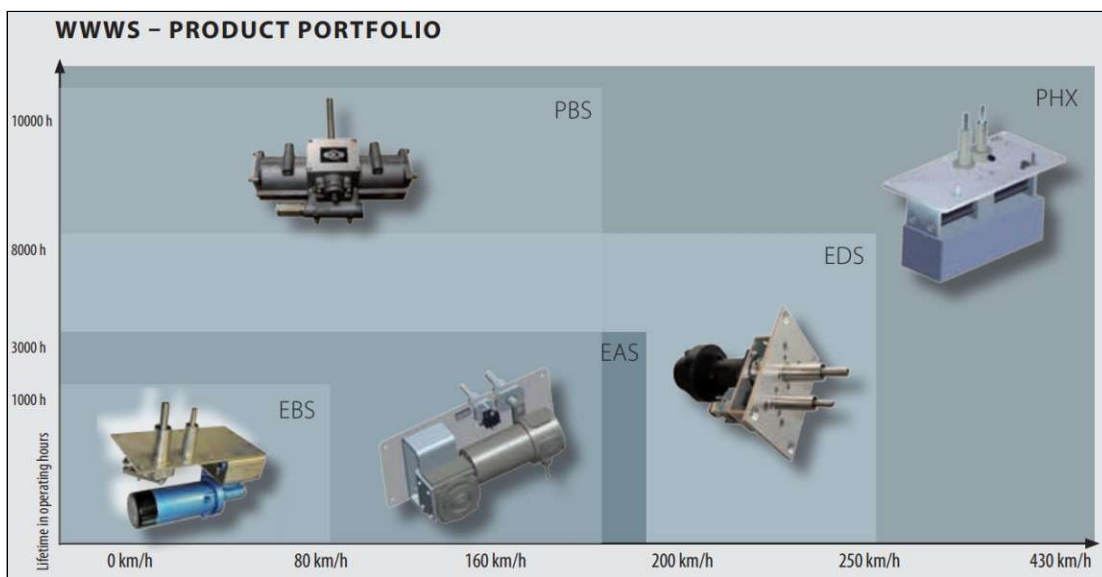 WWWS – PRODUCT PORTFOLIO
PBS
PHX
10000 h
EDS
8000 h
EAS
3000 h
EBS
1000 h
Lifetime in operating hours
0 km/h 80 km/h 160 km/h 200 km/h 250 km/h 430 km/h